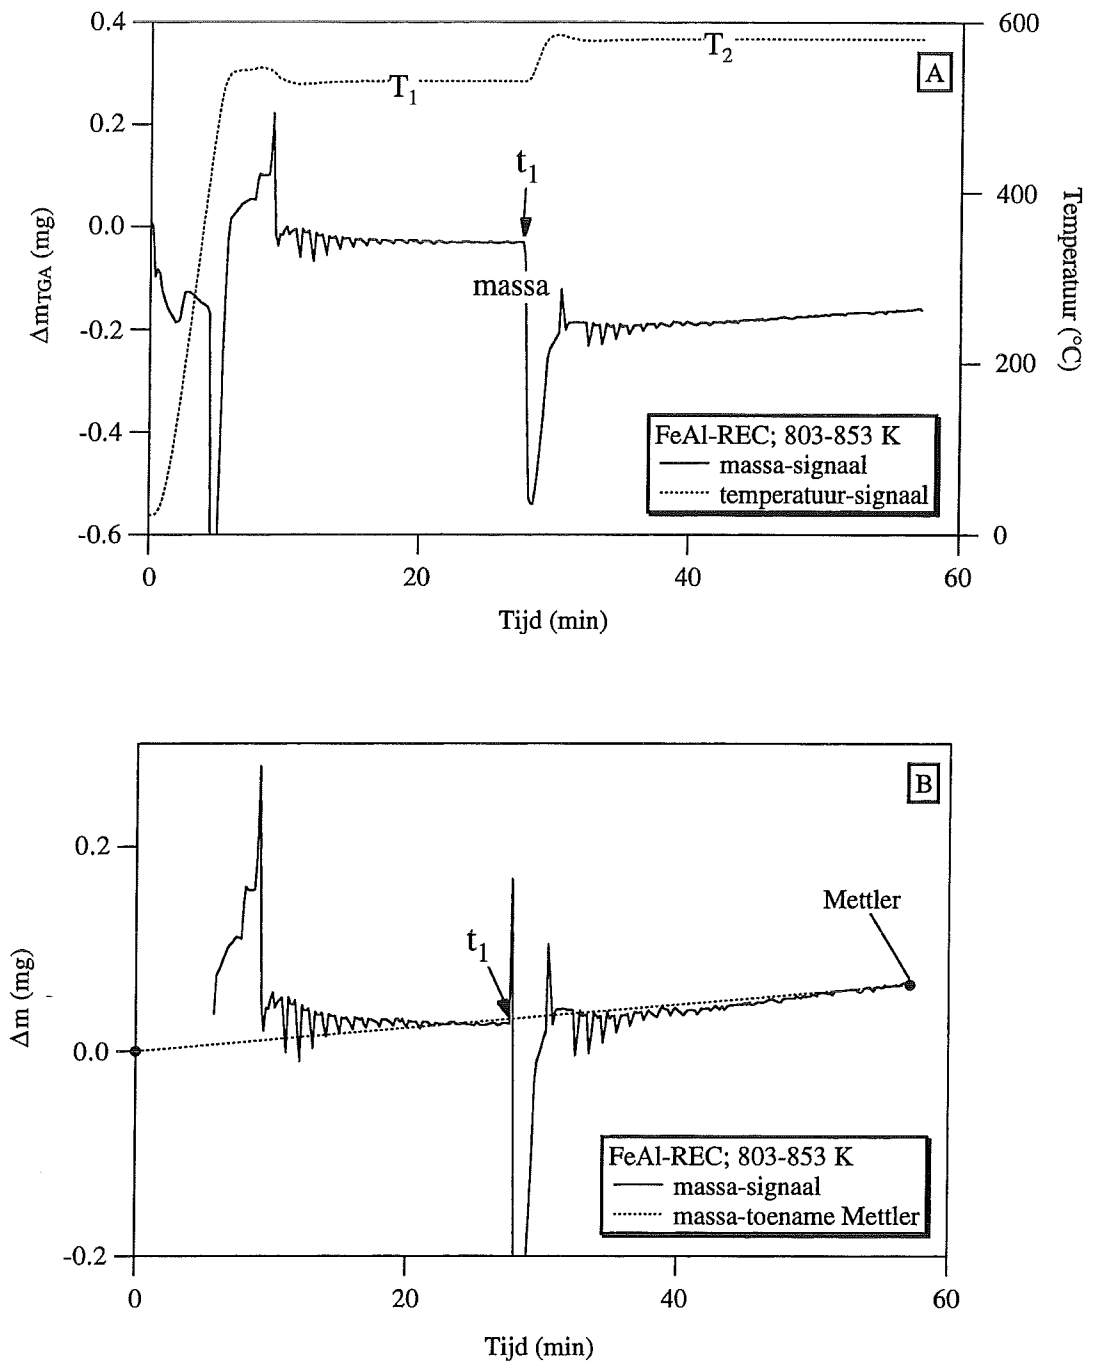 0.4
0.2
0.0
-0.2
-0.4
-0.6
ΔmTGA (mg)
600
400
200
0
Temperatuur (°C)
A
T1
T2
t1
massa
FeAl-REC; 803-853 K
massa-signaal
temperatuur-signaal
0
20
40
60
Tijd (min)
0.2
0.0
-0.2
Δm (mg)
B
Mettler
t1
FeAl-REC; 803-853 K
massa-signaal
massa-toename Mettler
0
20
40
60
Tijd (min)